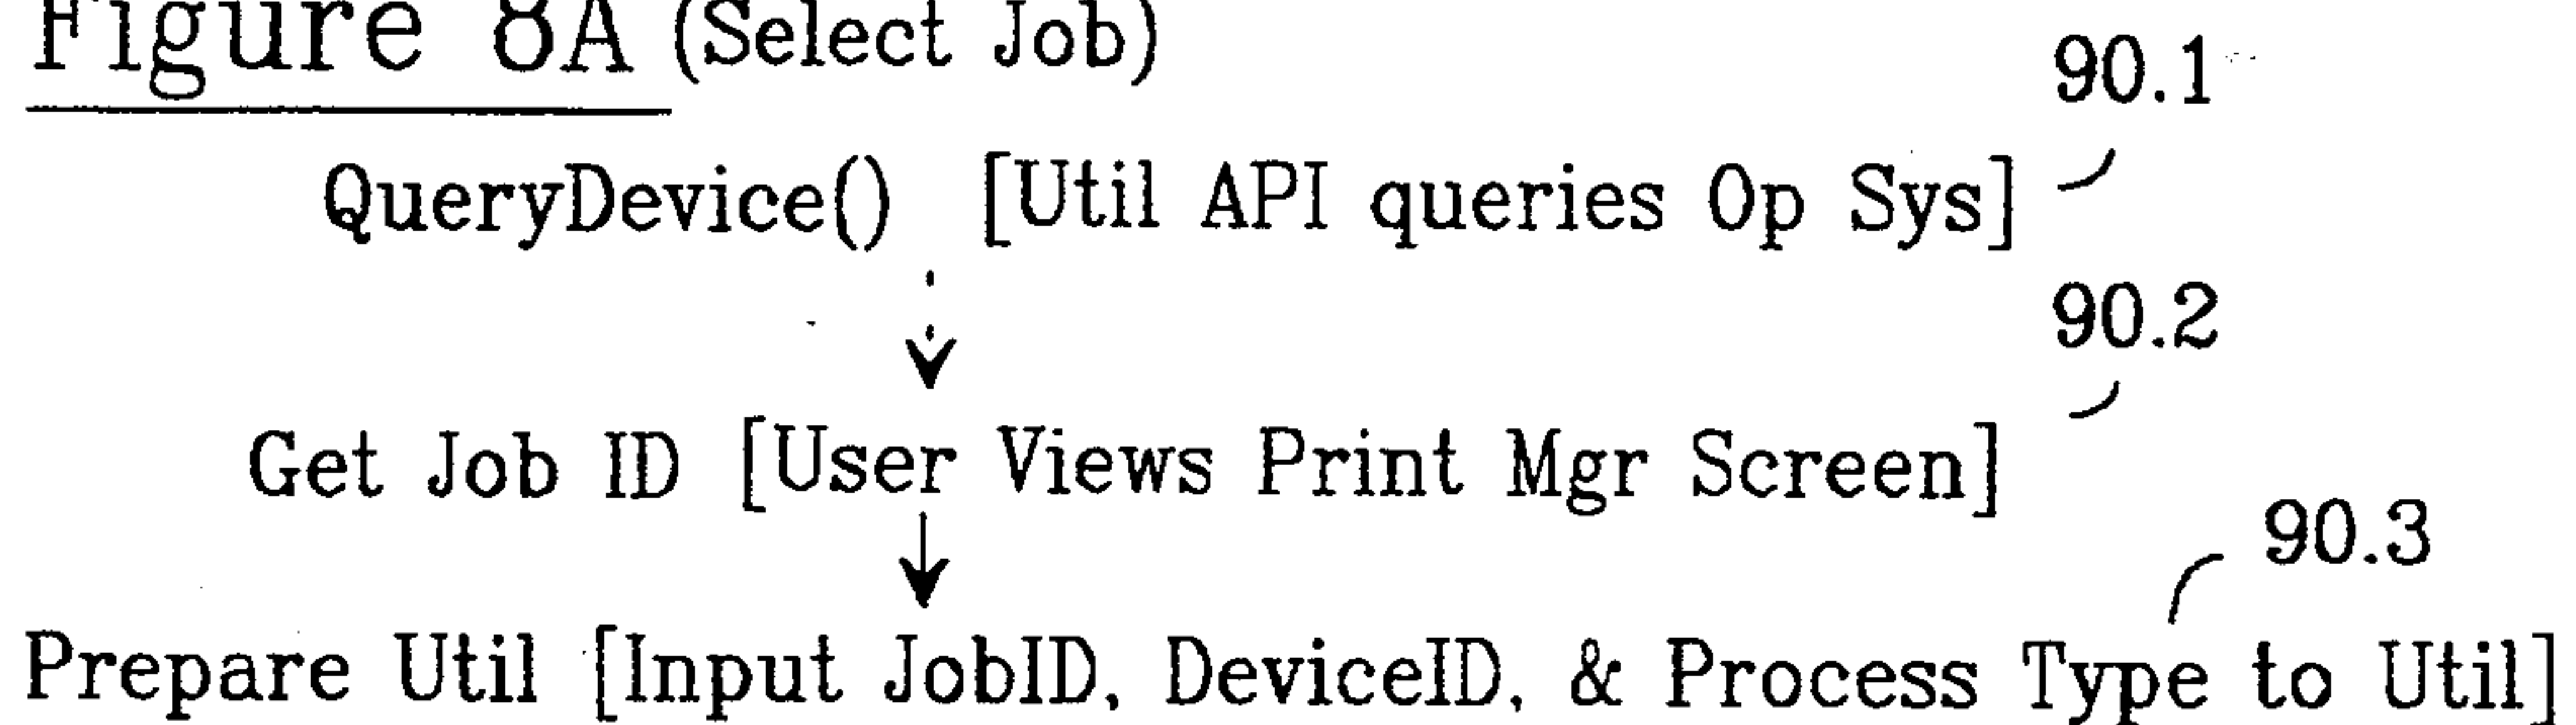 Figure 8A (Select Job)
90.1
QueryDevice() [Util API queries Op Sys]
90.2
Get Job ID [User Views Print Mgr Screen]
90.3
Prepare Util [Input JobID, DeviceID, & Process Type to Util]